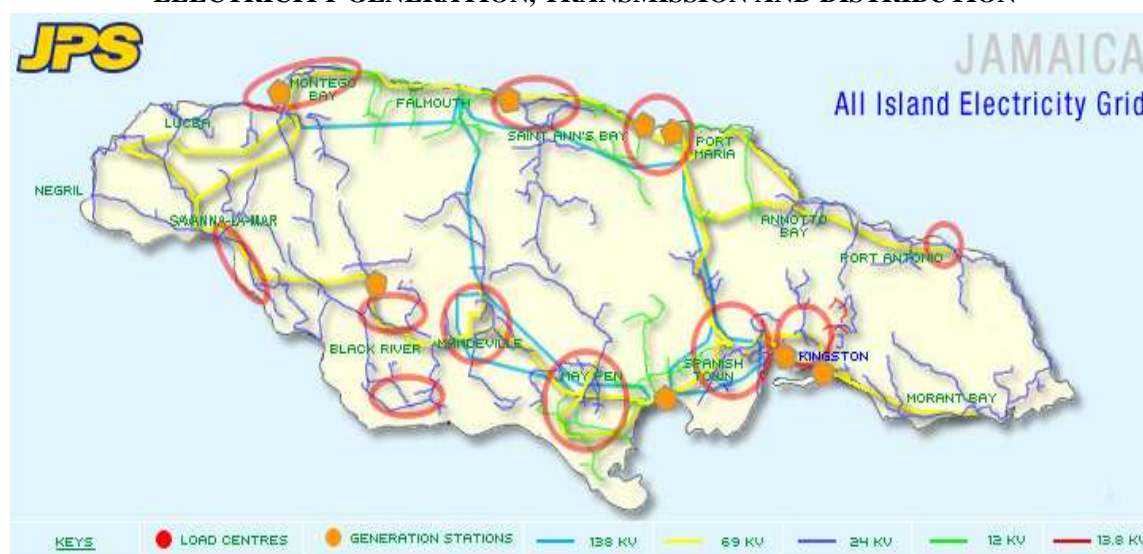 ELECTRICITY GENERATION, TRANSMISSION AND DISTRIBUTION
JPS
JAMAICA
All Island Electricity Grid
MONTEGO
BAY
FALMOUTH
LUCEA
SAINT ANN'S BAY
PORT
MARIA
NEGRIL
SAVANNA-LA-MAR
ANNOTTO
BAY
PORT ANTONIO
BLACK RIVER
MANDEVILLE
SPANISH
TOWN
KINGSTON
MAY PEN
MORANT BAY
KEYS
LOAD CENTRES
GENERATION STATIONS
138 KV
69 KV
24 KV
12 KV
13.8 KV